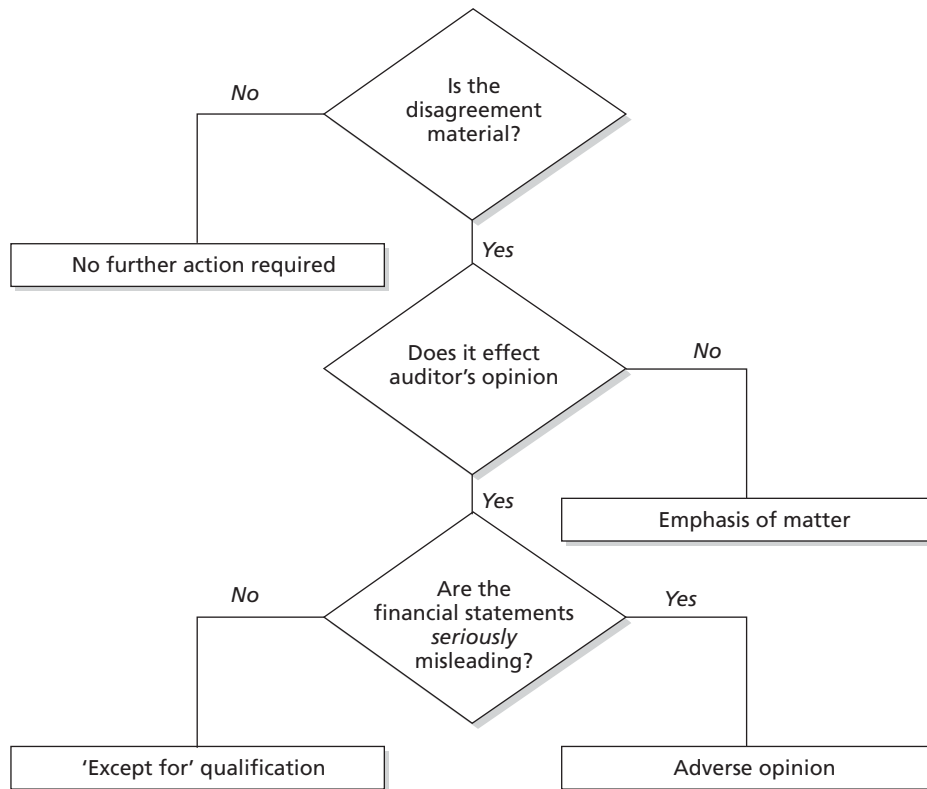 Is the
disagreement
material?
No
No further action required
Yes
Does it effect
auditor's opinion
No
Yes
Emphasis of matter
Are the
financial statements
seriously
misleading?
No
Yes
'Except for' qualification
Adverse opinion